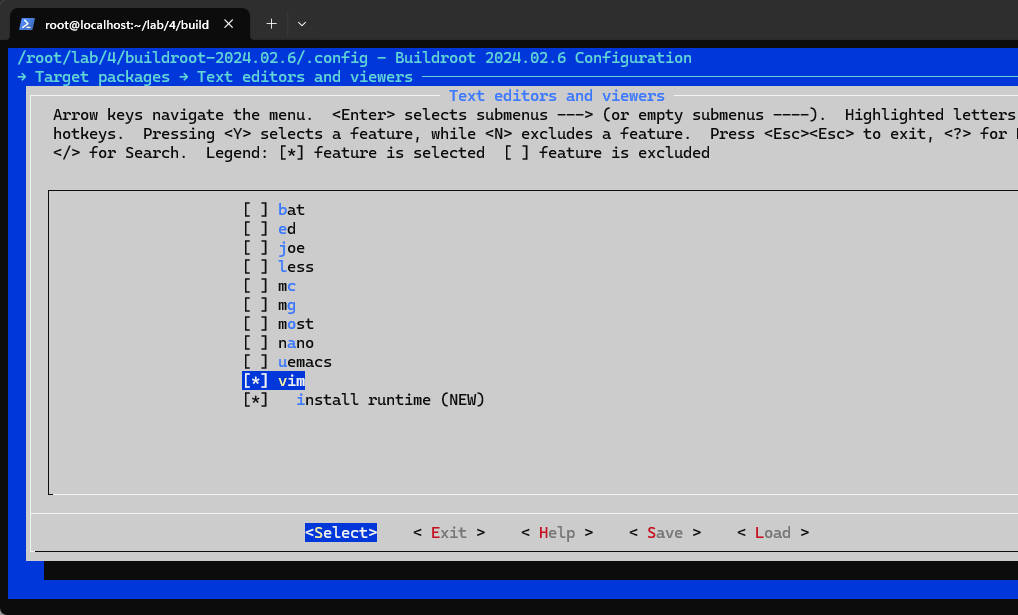 root@localhost:~/lab/4/build
/root/lab/4/buildroot-2024.02.6/.config - Buildroot 2024.02.6 Configuration
→ Target packages → Text editors and viewers
Text editors and viewers
Arrow keys navigate the menu.  <Enter> selects submenus ---> (or empty submenus ----).  Highlighted letters
hotkeys.  Pressing <Y> selects a feature, while <N> excludes a feature.  Press <Esc><Esc> to exit, <?> for
</> for Search.  Legend: [*] feature is selected  [ ] feature is excluded
[ ] bat
[ ] ed
[ ] joe
[ ] less
[ ] mc
[ ] mg
[ ] most
[ ] nano
[ ] uemacs
[*] vim
[*]   install runtime (NEW)
<Select>    < Exit >    < Help >    < Save >    < Load >